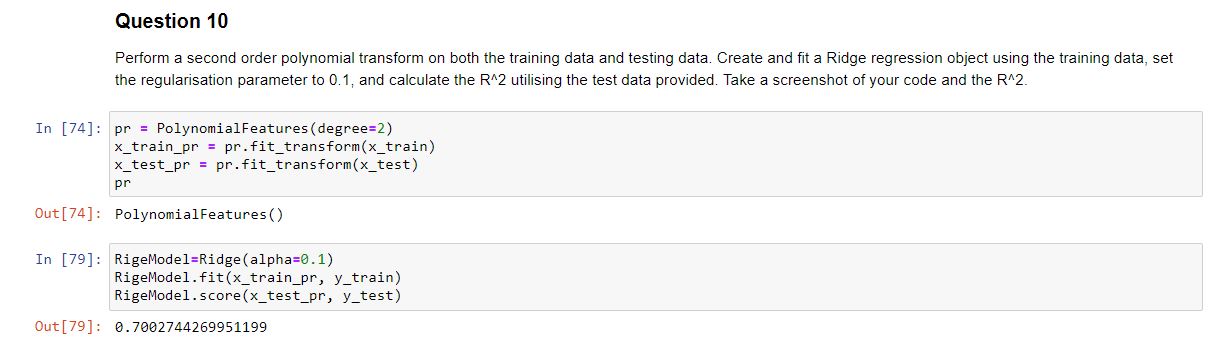 Question 10
Perform a second order polynomial transform on both the training data and testing data. Create and fit a Ridge regression object using the training data, set
the regularisation parameter to 0.1, and calculate the R^2 utilising the test data provided. Take a screenshot of your code and the R^2.
In [74]: pr = PolynomialFeatures(degree=2)
x_train_pr = pr.fit_transform(x_train)
x_test_pr = pr.fit_transform(x_test)
pr
Out[74]: PolynomialFeatures()
In [79]: RigeModel=Ridge(alpha=0.1)
RigeModel.fit(x_train_pr, y_train)
RigeModel.score(x_test_pr, y_test)
Out[79]: 0.7002744269951199